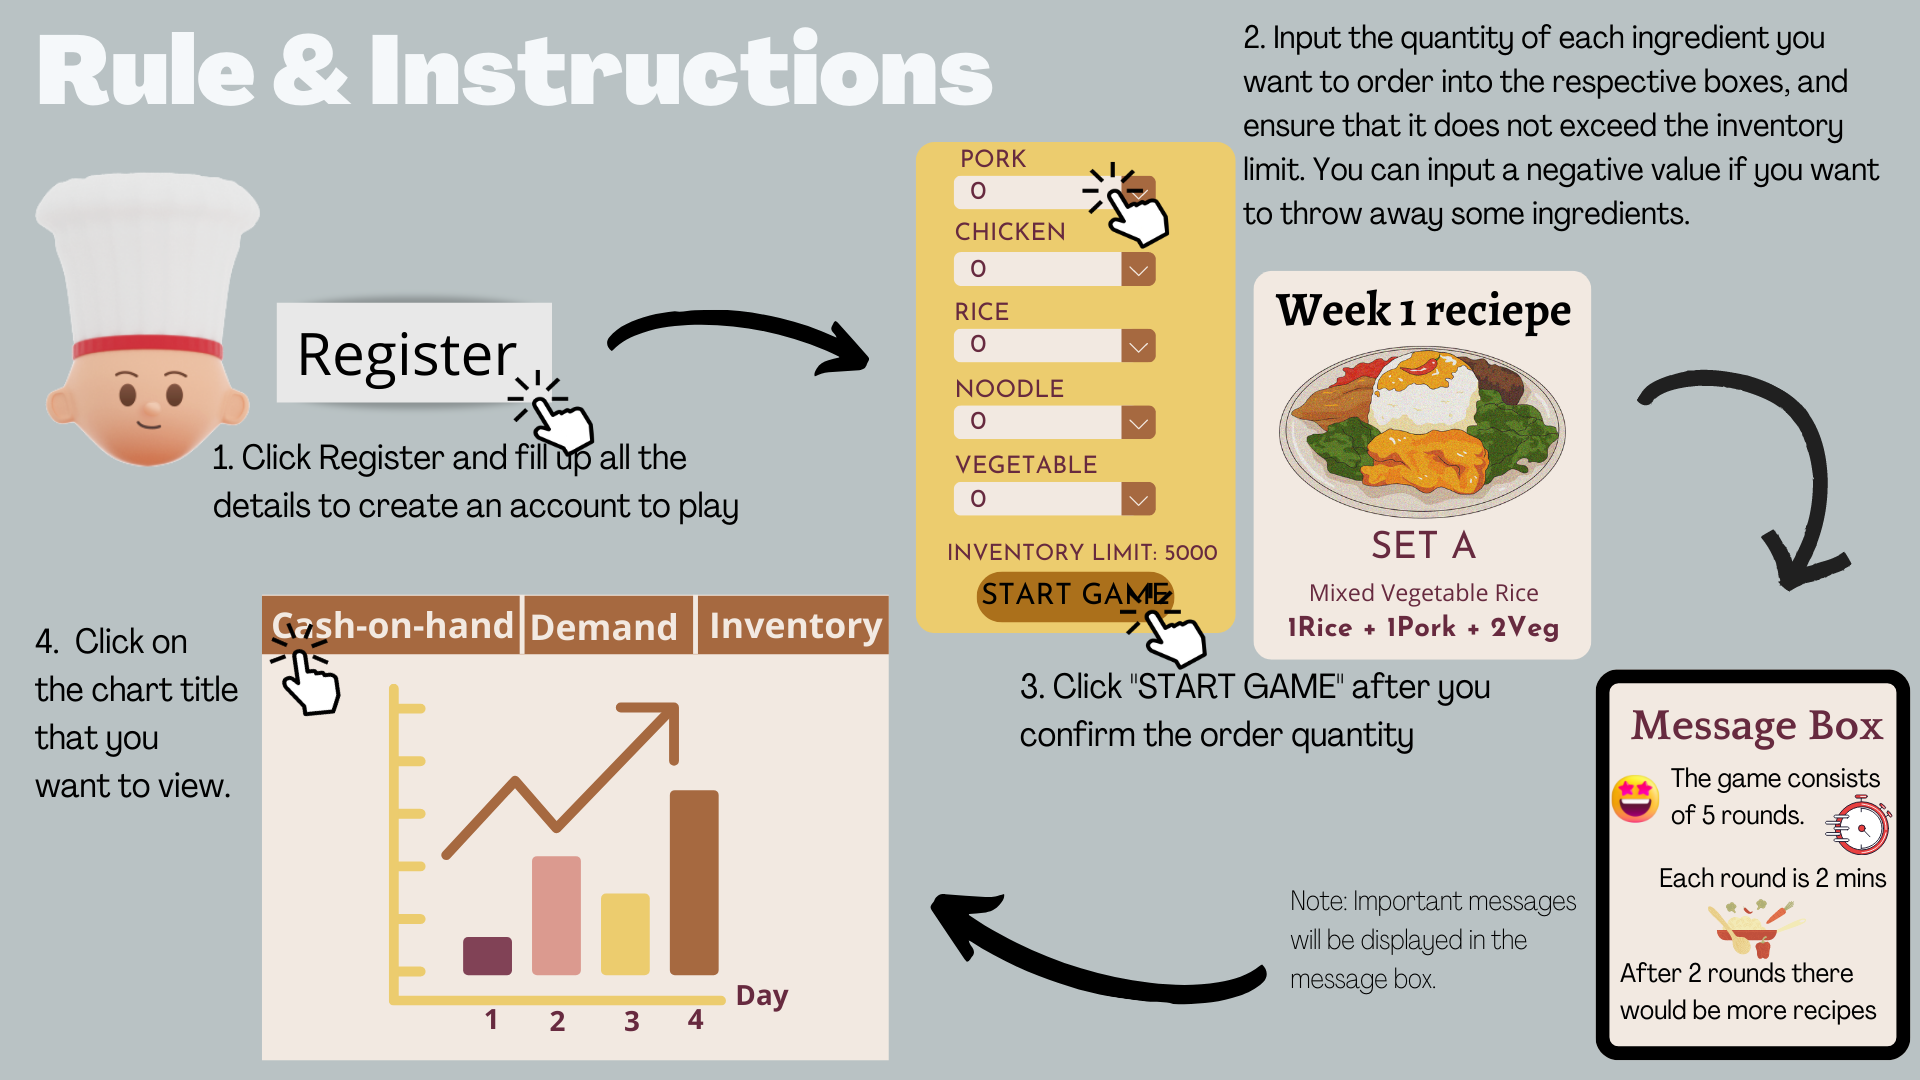 Rule & Instructions
Register
1. Click Register and fill up all the
details to create an account to play
PORK
0
CHICKEN
0
RICE
0
NOODLE
0
VEGETABLE
0
INVENTORY LIMIT: 5000
START GAME
2. Input the quantity of each ingredient you
want to order into the respective boxes, and
ensure that it does not exceed the inventory
limit. You can input a negative value if you want
to throw away some ingredients.
Week 1 reciepe
SET A
Mixed Vegetable Rice
1Rice + 1Pork + 2Veg
3. Click "START GAME" after you
confirm the order quantity
Message Box
The game consists
of 5 rounds.
Each round is 2 mins
After 2 rounds there
would be more recipes
Note: Important messages
will be displayed in the
message box.
4. Click on
the chart title
that you
want to view.
Cash-on-hand
Demand
Inventory
Day
1 2 3 4